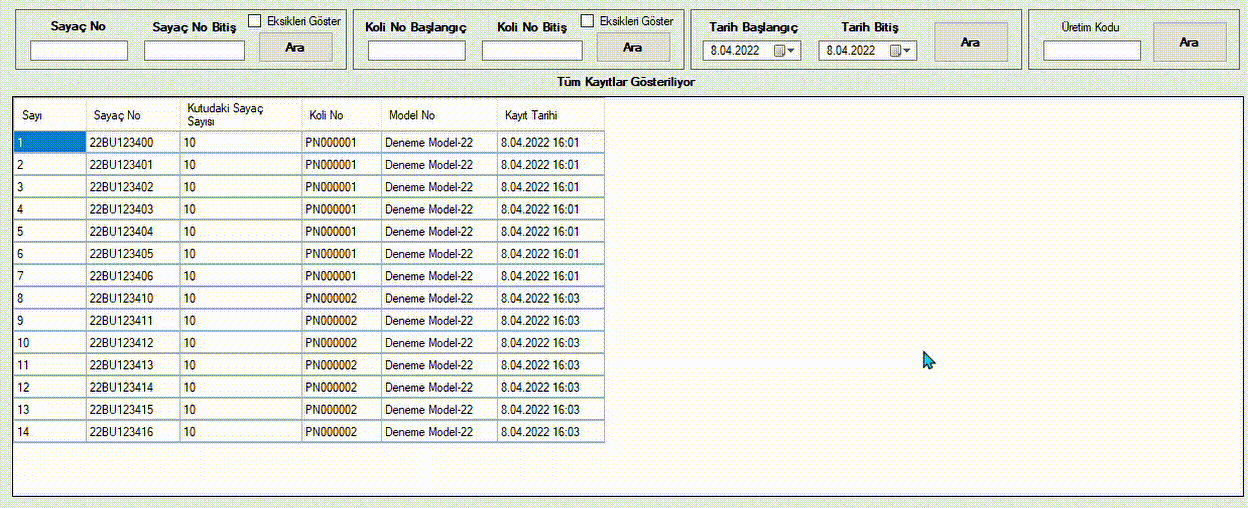 Sayaç No Sayaç No Bitiş Eksikleri Göster Ara
Koli No Başlangıç Koli No Bitiş Eksikleri Göster Ara
Tarih Başlangıç Tarih Bitiş
8.04.2022 8.04.2022 Ara
Üretim Kodu Ara
Tüm Kayıtlar Gösteriliyor
Sayı Sayaç No Kutudaki Sayaç Sayısı Koli No Model No Kayıt Tarihi
1 22BU123400 10 PN000001 Deneme Model-22 8.04.2022 16:01
2 22BU123401 10 PN000001 Deneme Model-22 8.04.2022 16:01
3 22BU123402 10 PN000001 Deneme Model-22 8.04.2022 16:01
4 22BU123403 10 PN000001 Deneme Model-22 8.04.2022 16:01
5 22BU123404 10 PN000001 Deneme Model-22 8.04.2022 16:01
6 22BU123405 10 PN000001 Deneme Model-22 8.04.2022 16:01
7 22BU123406 10 PN000001 Deneme Model-22 8.04.2022 16:01
8 22BU123410 10 PN000002 Deneme Model-22 8.04.2022 16:03
9 22BU123411 10 PN000002 Deneme Model-22 8.04.2022 16:03
10 22BU123412 10 PN000002 Deneme Model-22 8.04.2022 16:03
11 22BU123413 10 PN000002 Deneme Model-22 8.04.2022 16:03
12 22BU123414 10 PN000002 Deneme Model-22 8.04.2022 16:03
13 22BU123415 10 PN000002 Deneme Model-22 8.04.2022 16:03
14 22BU123416 10 PN000002 Deneme Model-22 8.04.2022 16:03